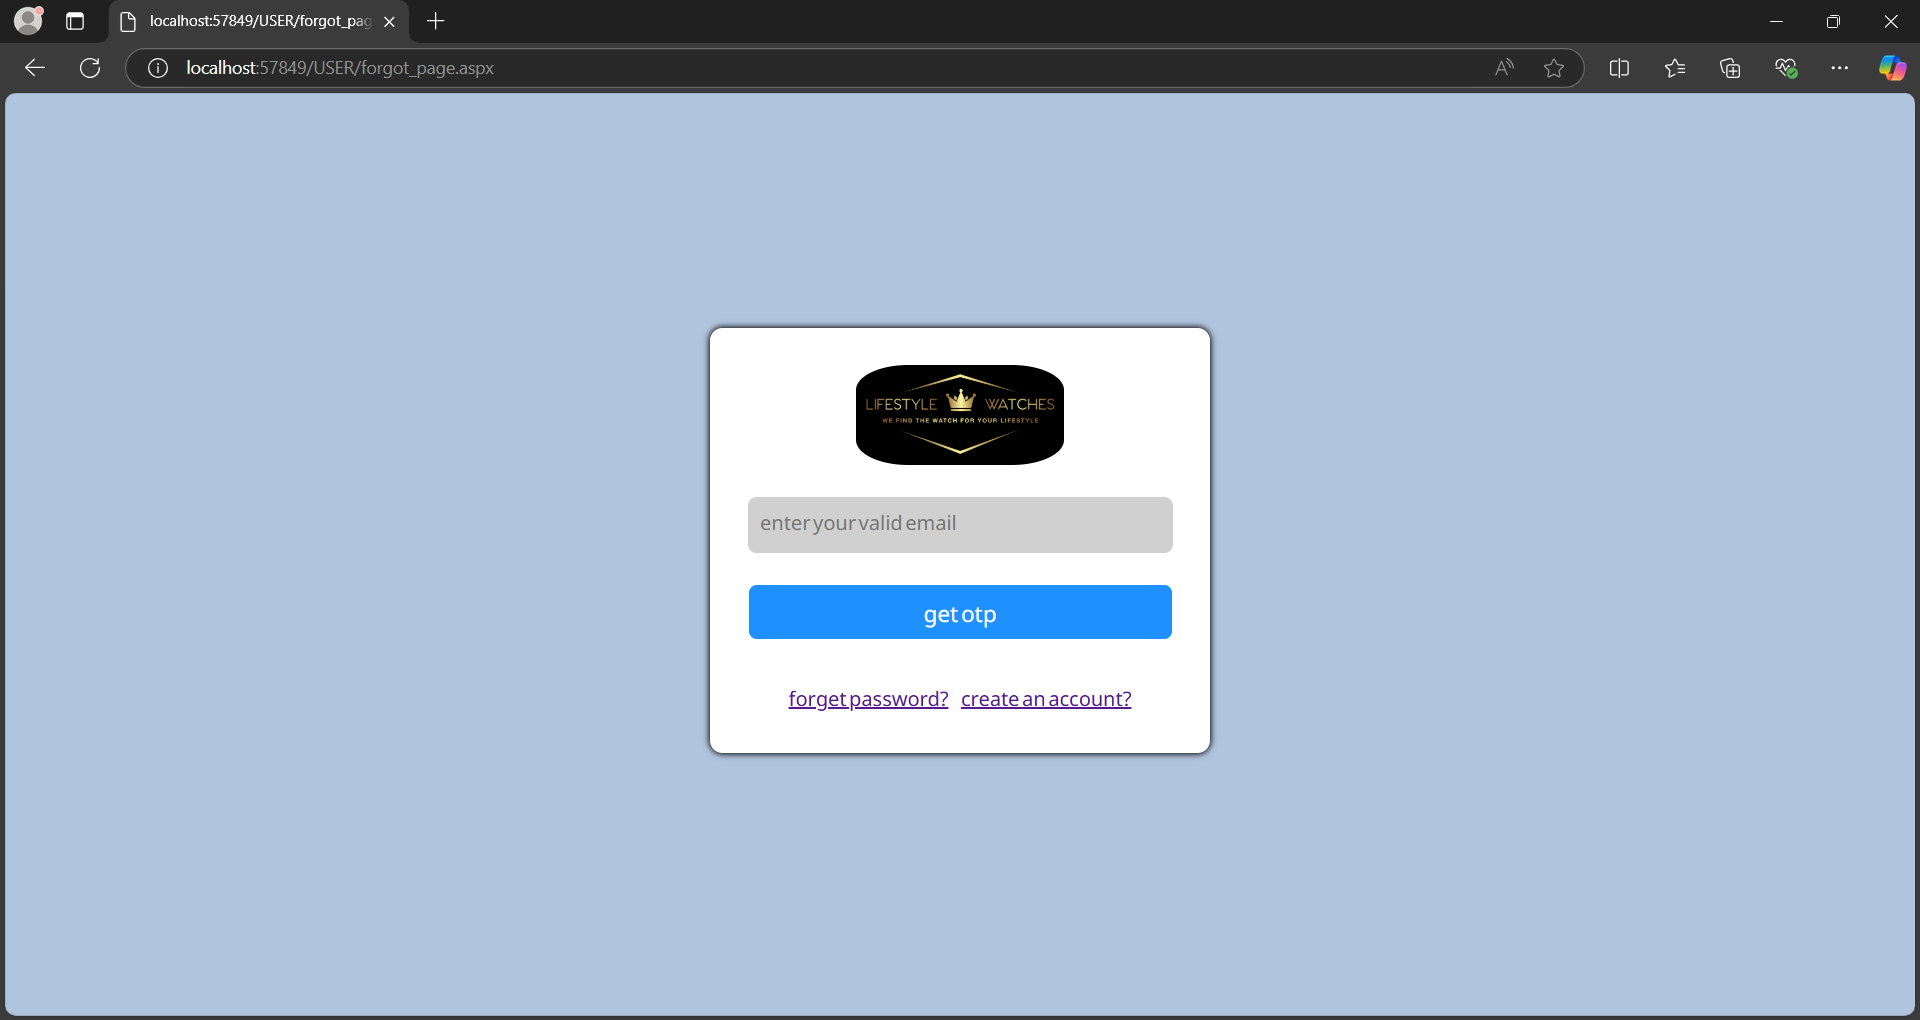 localhost:57849/USER/forgot_pag
localhost:57849/USER/forgot_page.aspx
LIFESTYLE WATCHES
WE FIND THE WATCH FOR YOUR LIFESTYLE
enter your valid email
get otp
forget password? create an account?